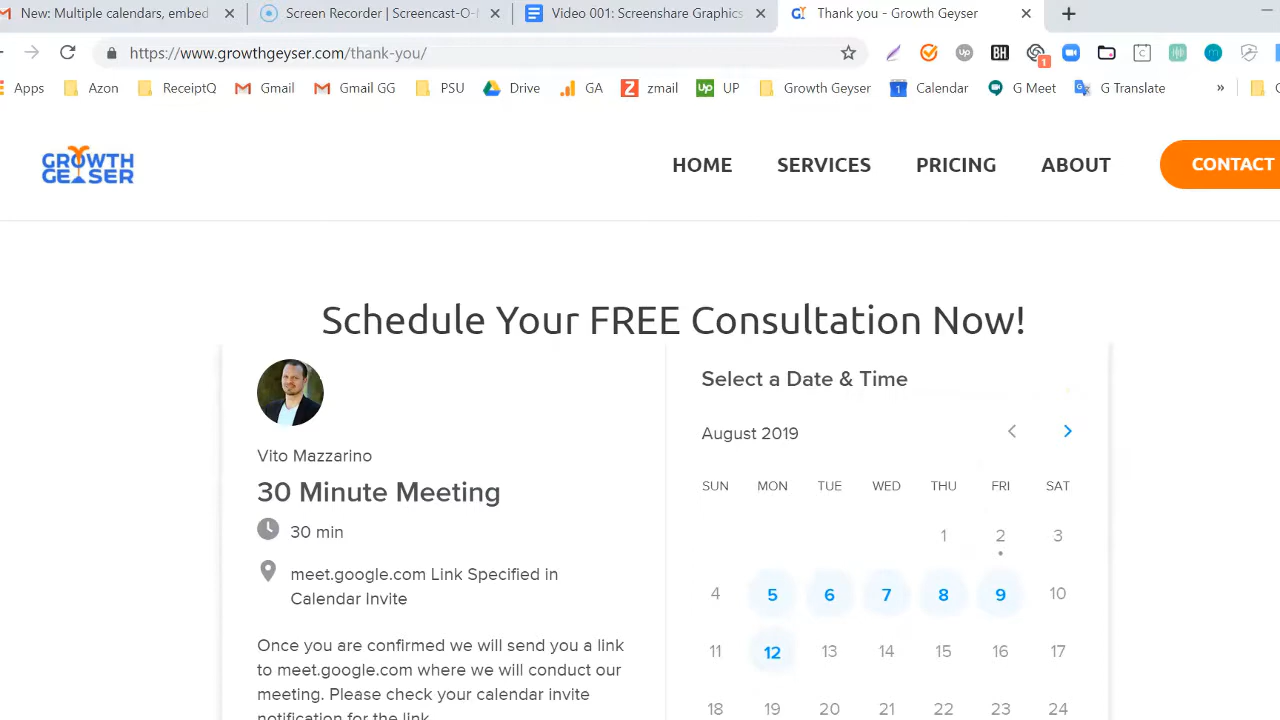 New: Multiple calendars, embed
Screen Recorder | Screencast-O-
Video 001: Screenshare Graphics
Thank you - Growth Geyser
https://www.growthgeyser.com/thank-you/
BH
1
Apps
Azon
ReceiptQ
Gmail
Gmail GG
PSU
Drive
GA
zmail
UP
Growth Geyser
Calendar
G Meet
G Translate
»
GROWTH
GEYSER
HOME
SERVICES
PRICING
ABOUT
CONTACT
Schedule Your FREE Consultation Now!
Vito Mazzarino
30 Minute Meeting
30 min
meet.google.com Link Specified in
Calendar Invite
Once you are confirmed we will send you a link
to meet.google.com where we will conduct our
meeting. Please check your calendar invite
notification for the link.
Select a Date & Time
August 2019
SUN MON TUE WED THU FRI SAT
1 2 3
4 5 6 7 8 9 10
11 12 13 14 15 16 17
18 19 20 21 22 23 24